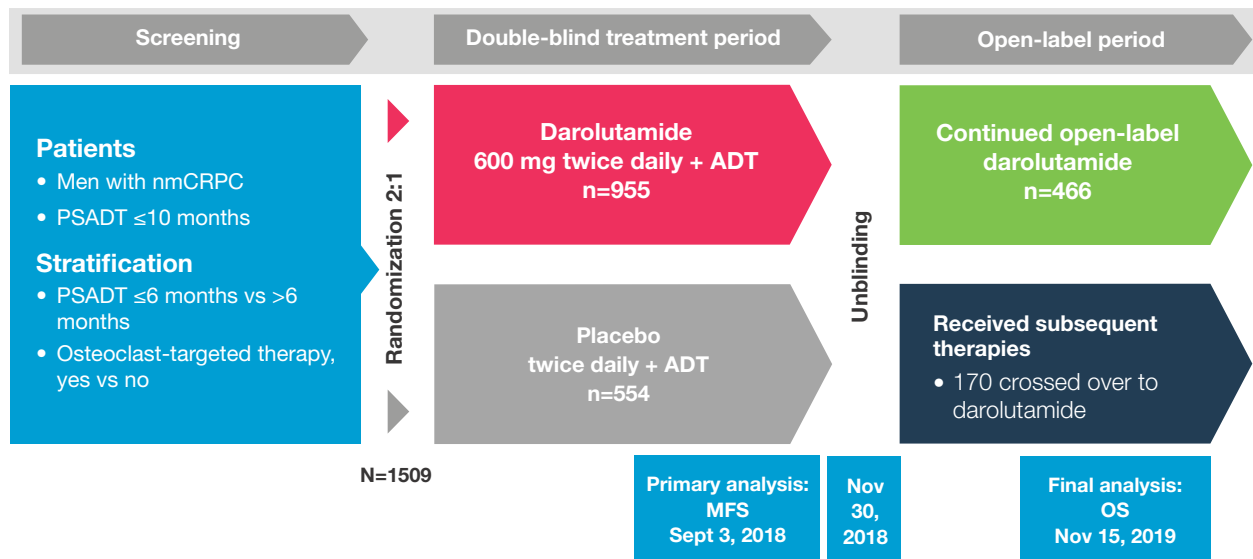 Screening
Double-blind treatment period
Open-label period
Patients
• Men with nmCRPC
• PSADT ≤10 months
Stratification
• PSADT ≤6 months vs >6
months
• Osteoclast-targeted therapy,
yes vs no
Randomization 2:1
N=1509
Darolutamide
600 mg twice daily + ADT
n=955
Placebo
twice daily + ADT
n=554
Unblinding
Continued open-label
darolutamide
n=466
Received subsequent
therapies
• 170 crossed over to
darolutamide
Primary analysis:
MFS
Sept 3, 2018
Nov
30,
2018
Final analysis:
OS
Nov 15, 2019